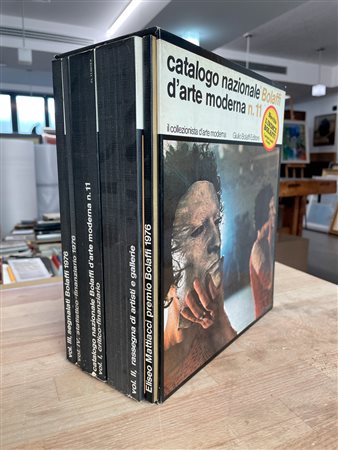 catalogo nazionale Bolaffi
d'arte moderna n. 11
il collezionista d'arte moderna
Giulio Bolaffi Editore
vol. III, segnalati Bolaffi 1976
vol. IV, statistico-finanziario 1976
catalogo nazionale Bolaffi d'arte moderna n. 11
vol. I, critico-finanziario
vol. II, rassegna di artisti e gallerie
Eliseo Mattiacci premio Bolaffi 1976